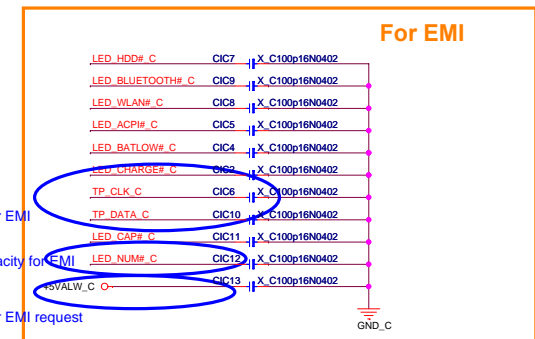 For EMI
LED_HDD#_C CIC7 X_C100p16N0402
LED_BLUETOOTH#_C CIC9 X_C100p16N0402
LED_WLAN#_C CIC8 X_C100p16N0402
LED_ACPI#_C CIC5 X_C100p16N0402
LED_BATLOW#_C CIC4 X_C100p16N0402
LED_CHARGE#_C CIC2 X_C100p16N0402
TP_CLK_C CIC6 X_C100p16N0402
r EMI TP_DATA_C CIC10 X_C100p16N0402
LED_CAP#_C CIC11 X_C100p16N0402
acity for EMI LED_NUM#_C CIC12 X_C100p16N0402
+5VALW_C CIC13 X_C100p16N0402
r EMI request
GND_C